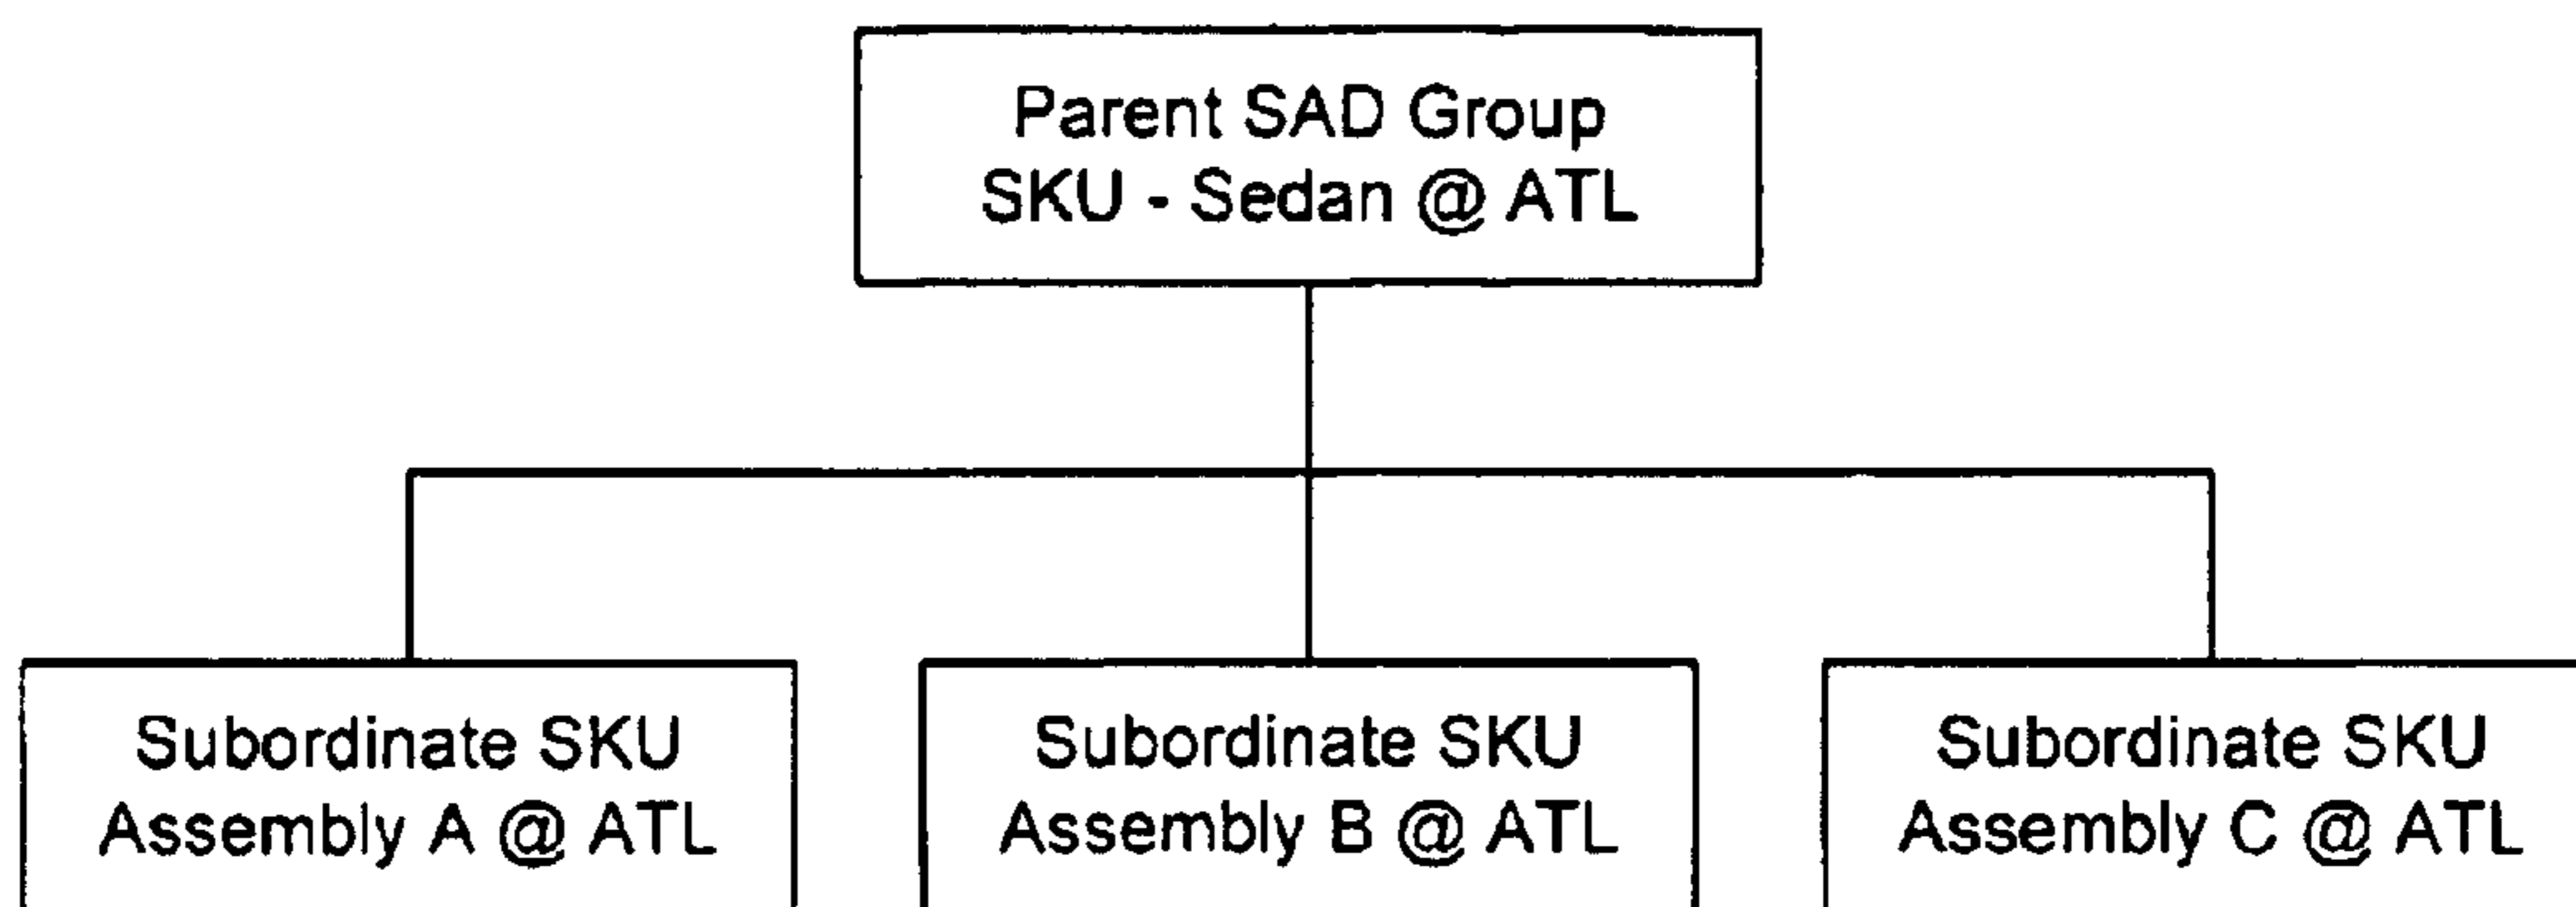 Parent SAD Group
SKU - Sedan @ ATL
Subordinate SKU
Assembly A @ ATL
Subordinate SKU
Assembly B @ ATL
Subordinate SKU
Assembly C @ ATL